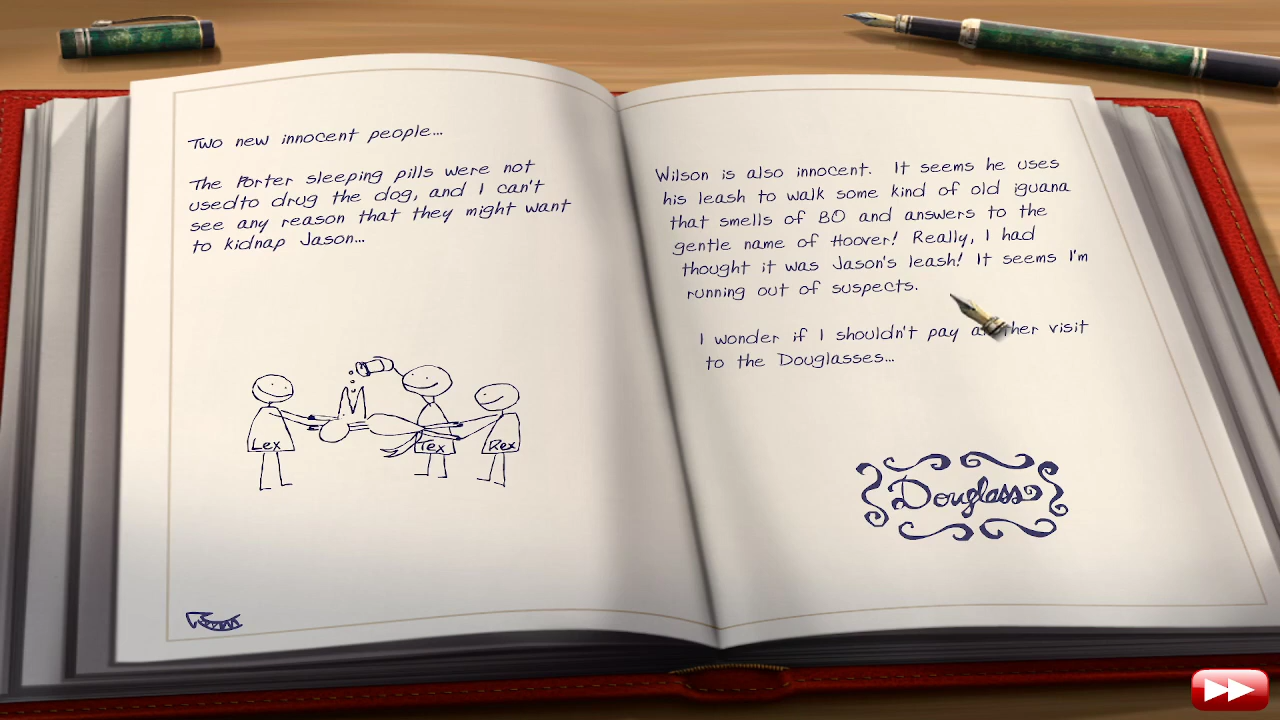 Two new innocent people...
The Porter sleeping pills were not
usedto drug the dog, and I can't
see any reason that they might want
to kidnap Jason...
Lex
Tex
Rex
Wilson is also innocent. It seems he uses
his leash to walk some kind of old iguana
that smells of BO and answers to the
gentle name of Hoover! Really, I had
thought it was Jason's leash! It seems I'm
running out of suspects.
I wonder if I shouldn't pay another visit
to the Douglasses...
Douglass